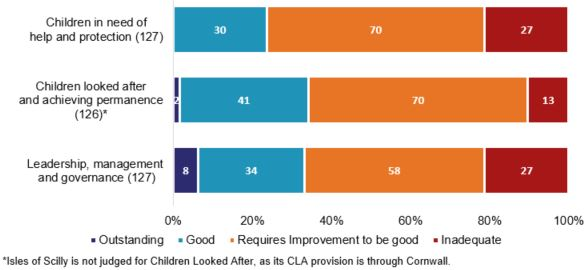 Children in need of
help and protection (127)
30 70 27
Children looked after
and achieving permanence
(126)*
2 41 70 13
Leadership, management
and governance (127)
8 34 58 27
0% 20% 40% 60% 80% 100%
Outstanding Good Requires Improvement to be good Inadequate
*Isles of Scilly is not judged for Children Looked After, as its CLA provision is through Cornwall.